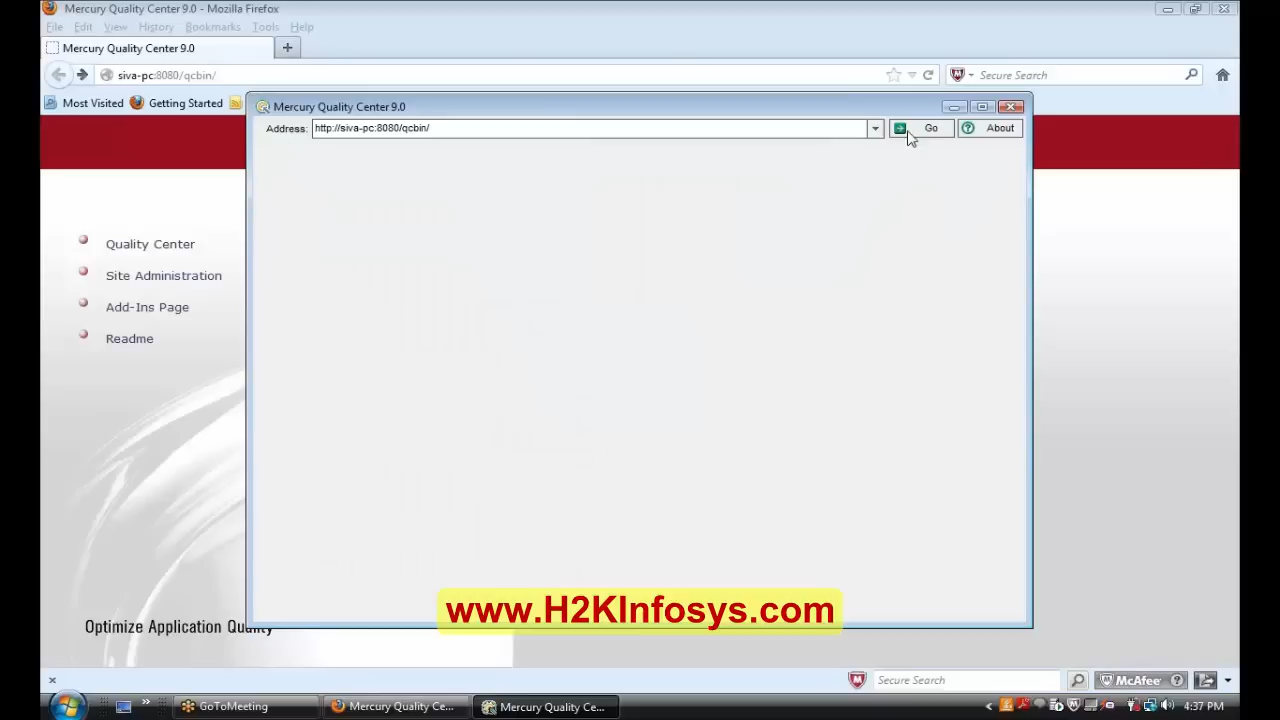 Mercury Quality Center 9.0 - Mozilla Firefox
File Edit View History Bookmarks Tools Help
Mercury Quality Center 9.0
siva-pc:8080/qcbin/
Secure Search
Most Visited
Getting Started
Mercury Quality Center 9.0
Address: http://siva-pc:8080/qcbin/
Go
About
Quality Center
Site Administration
Add-Ins Page
Readme
www.H2KInfosys.com
Optimize Application Quality
Secure Search
McAfee
GoToMeeting
Mercury Quality Ce...
Mercury Quality Ce...
4:37 PM